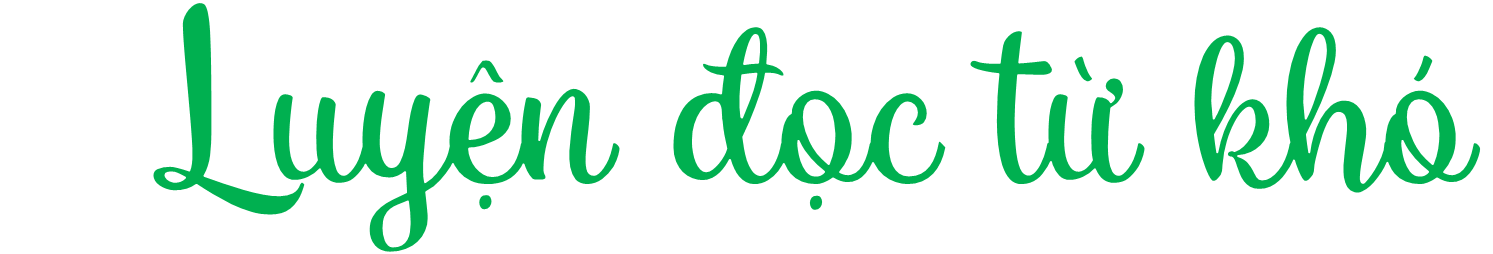 Luyện đọc từ khó